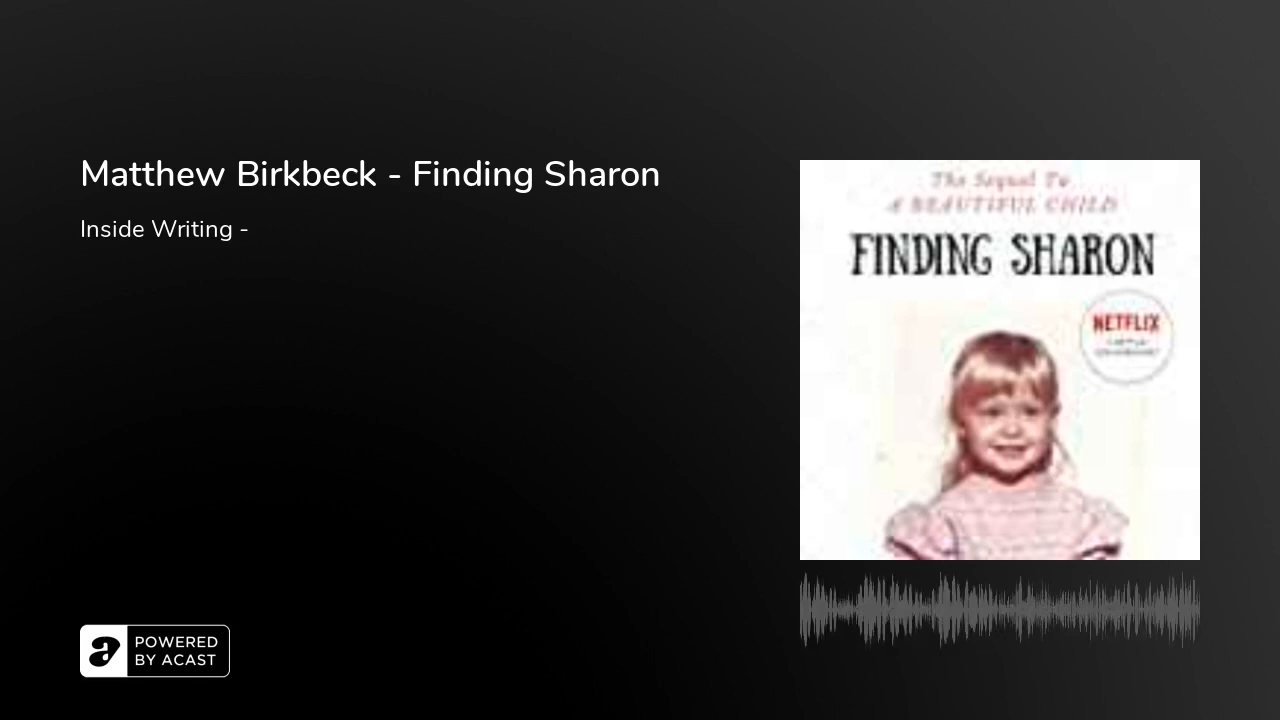 Matthew Birkbeck - Finding Sharon
Inside Writing -
The Sequel To
A BEAUTIFUL CHILD
FINDING SHARON
NETFLIX
POWERED
BY ACAST